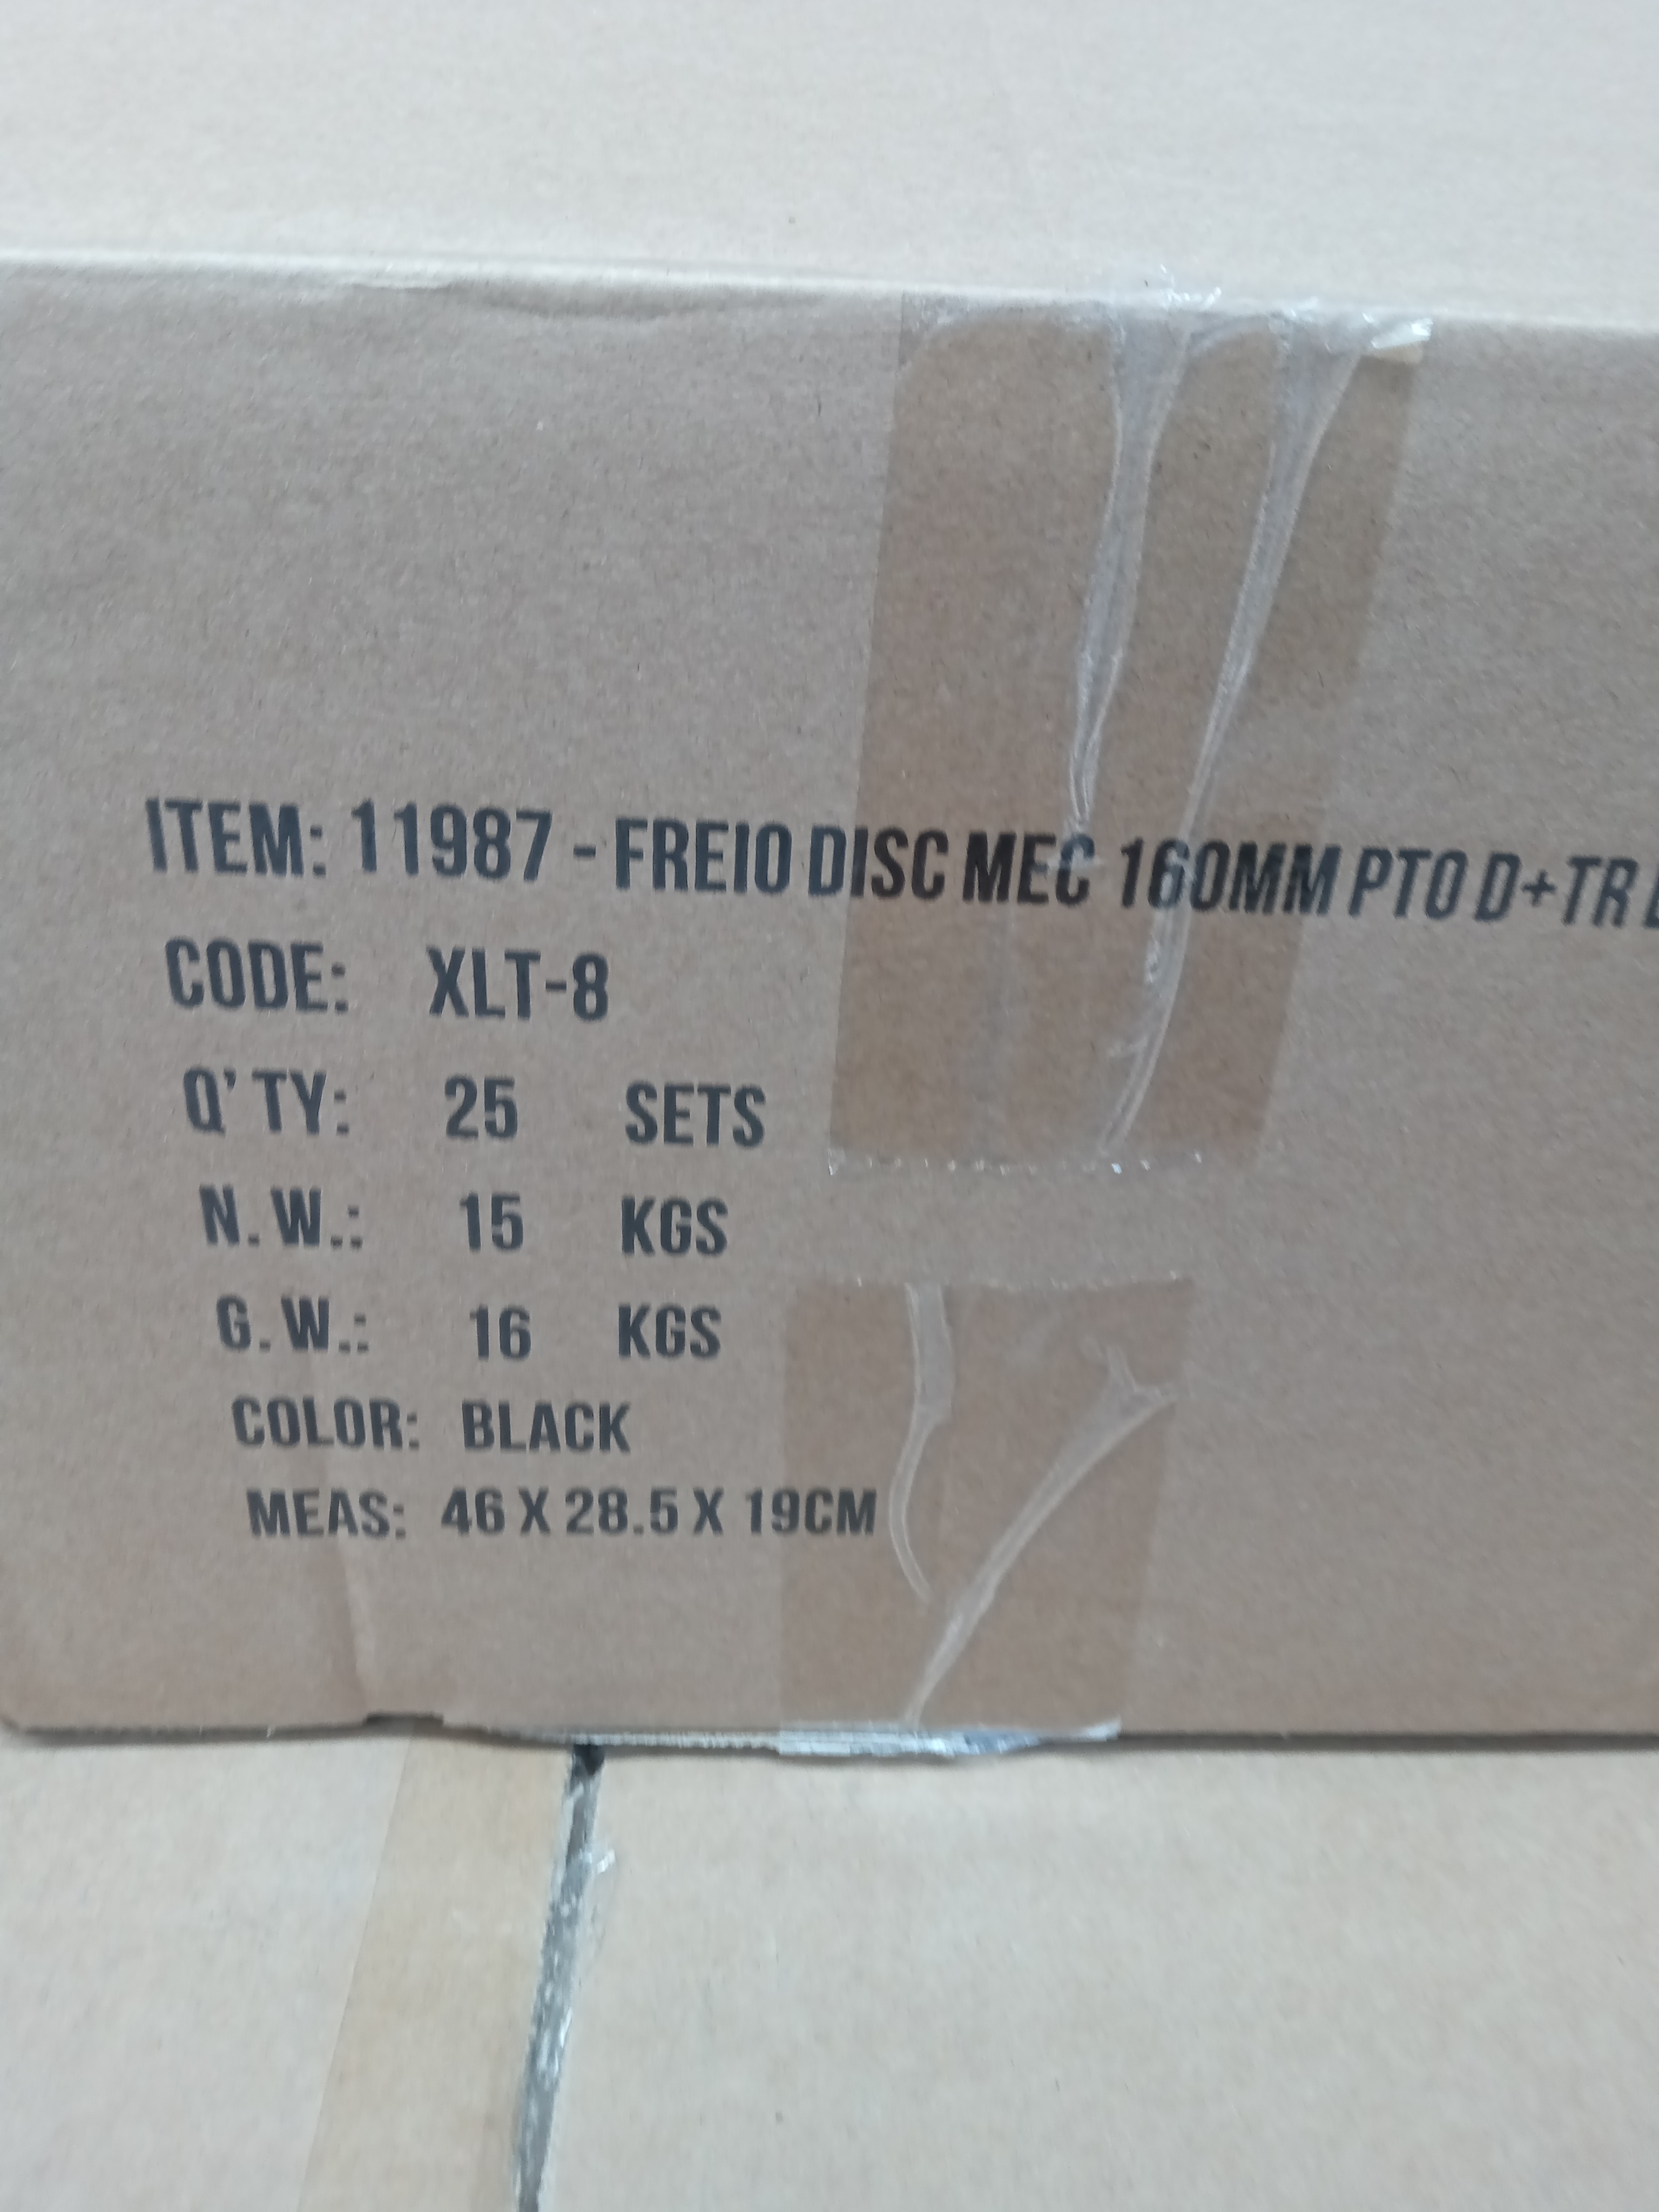 ITEM: 11987 - FREIO DISC MEC 160MM PTO D+TR
CODE: XLT-8
Q'TY: 25 SETS
N.W.: 15 KGS
G.W.: 16 KGS
COLOR: BLACK
MEAS: 46 X 28.5 X 19CM